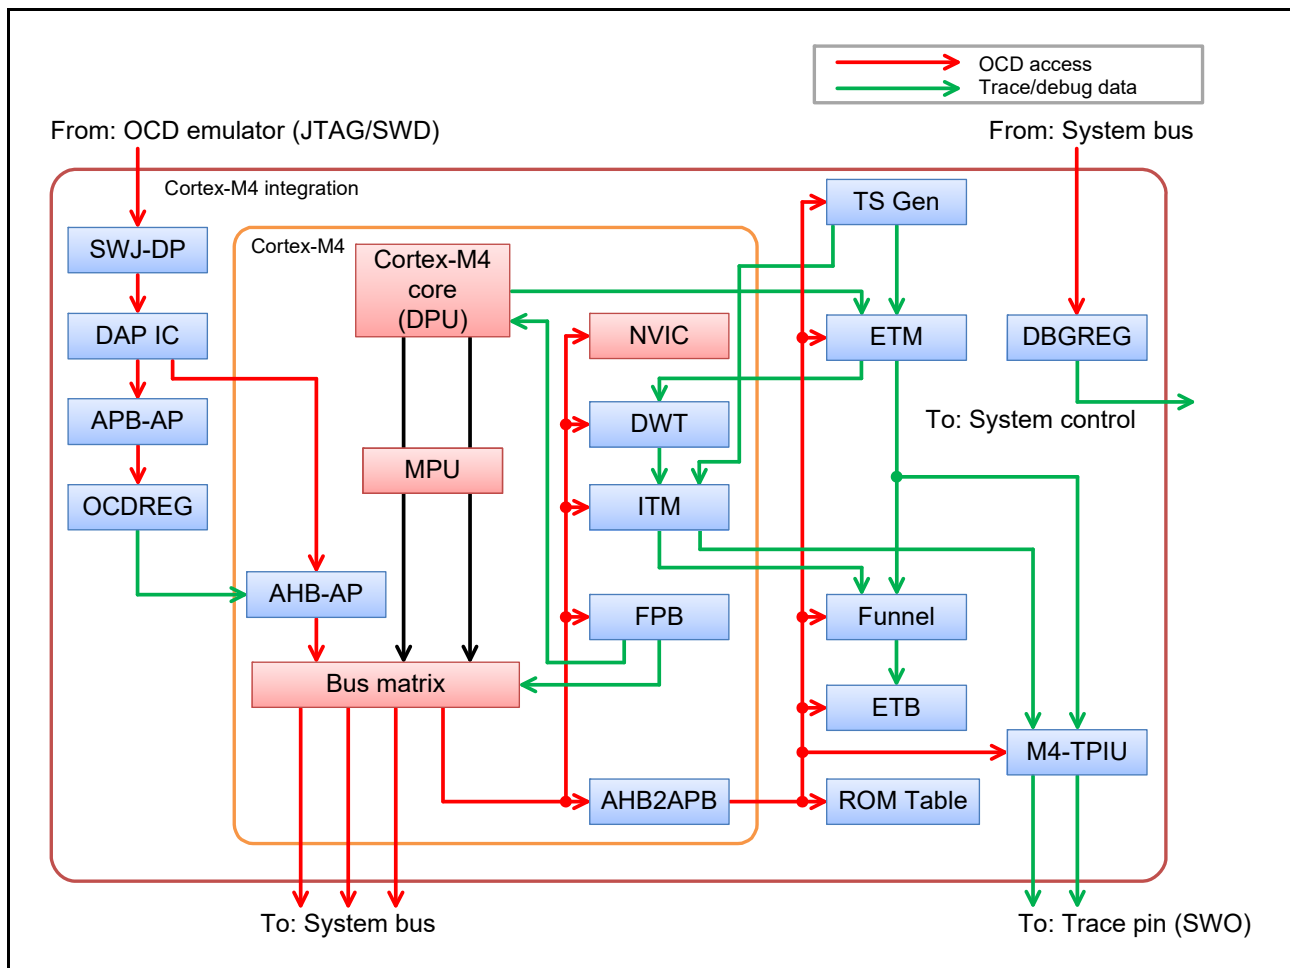 OCD access
Trace/debug data
From: OCD emulator (JTAG/SWD)
From: System bus
Cortex-M4 integration
TS Gen
SWJ-DP
Cortex-M4
Cortex-M4
core
(DPU)
DAP IC
NVIC
ETM
DBGREG
APB-AP
DWT
To: System control
MPU
OCDREG
ITM
AHB-AP
FPB
Funnel
Bus matrix
ETB
M4-TPIU
AHB2APB
ROM Table
To: System bus
To: Trace pin (SWO)